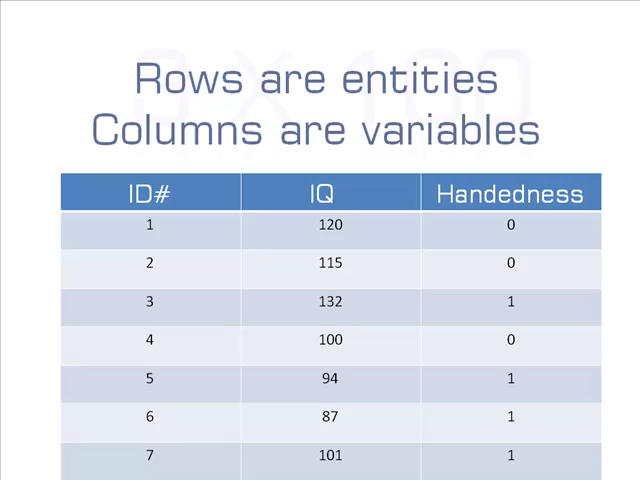 Rows are entities
Columns are variables
ID# IQ Handedness
1 120 0
2 115 0
3 132 1
4 100 0
5 94 1
6 87 1
7 101 1